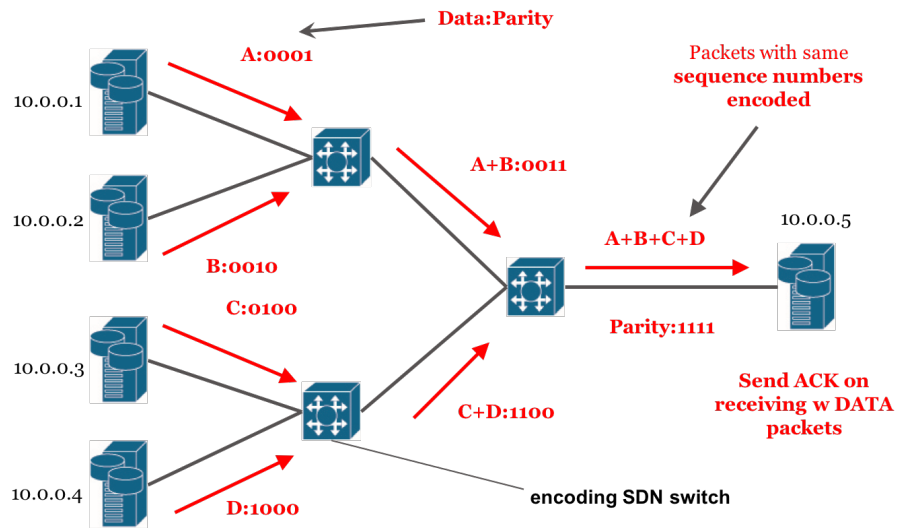 Data:Parity
A:0001
Packets with same
sequence numbers
encoded
10.0.0.1
A+B:0011
10.0.0.2
10.0.0.5
A+B+C+D
B:0010
C:0100
Parity:1111
10.0.0.3
Send ACK on
receiving w DATA
packets
C+D:1100
10.0.0.4
D:1000
encoding SDN switch